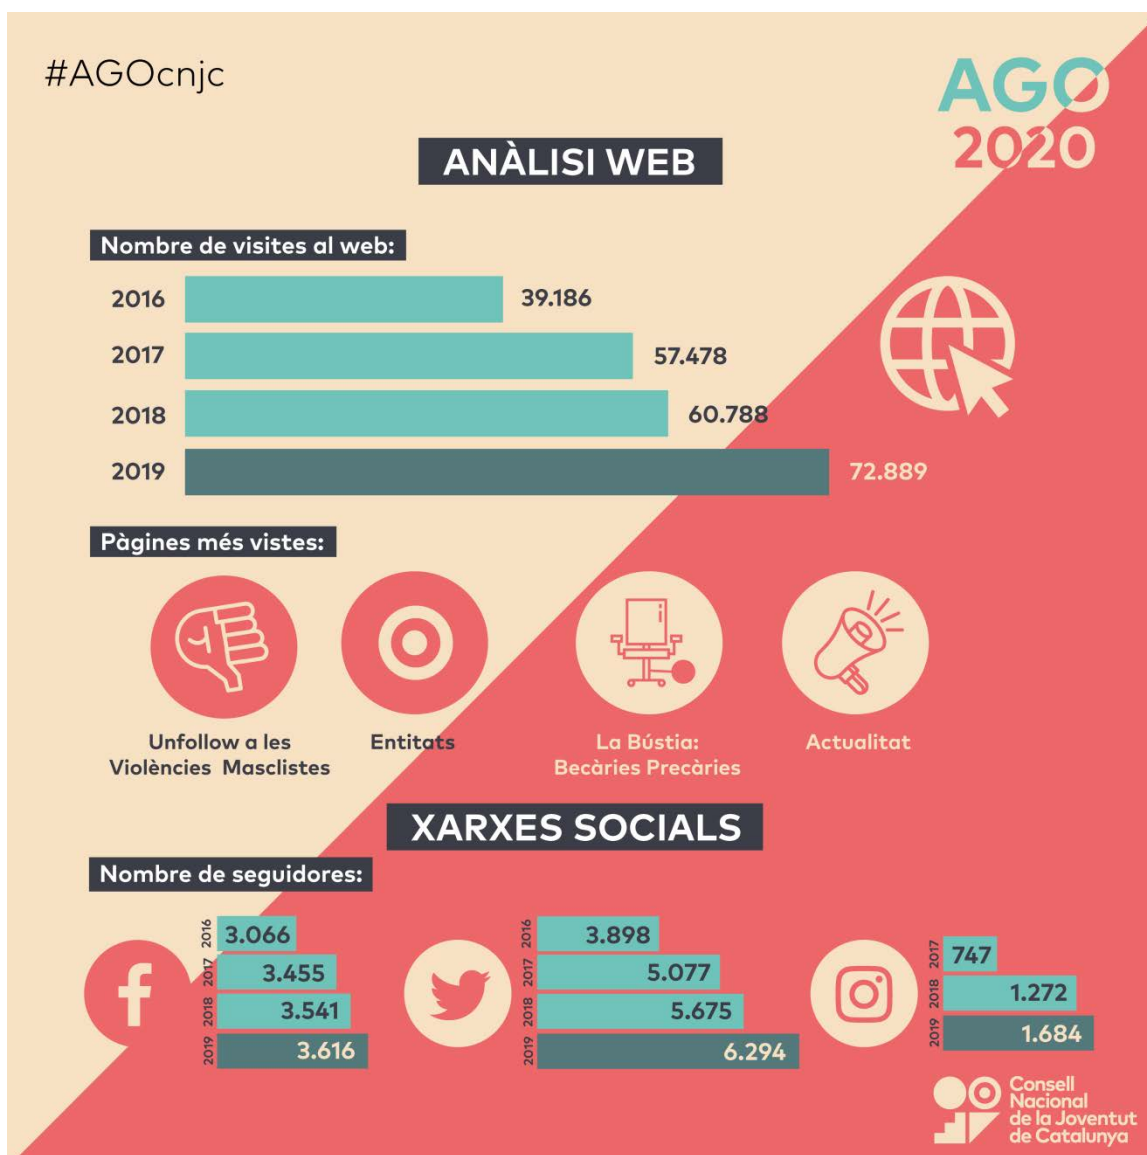 #AGOcnjc
AGO
2020
ANÀLISI WEB
Nombre de visites al web:
2016 39.186
2017 57.478
2018 60.788
2019 72.889
Pàgines més vistes:
Unfollow a les
Violències Masclistes
Entitats
La Bústia:
Becàries Precàries
Actualitat
XARXES SOCIALS
Nombre de seguidores:
2016 3.066
2017 3.455
2018 3.541
2019 3.616
2016 3.898
2017 5.077
2018 5.675
2019 6.294
2017 747
2018 1.272
2019 1.684
Consell
Nacional
de la Joventut
de Catalunya